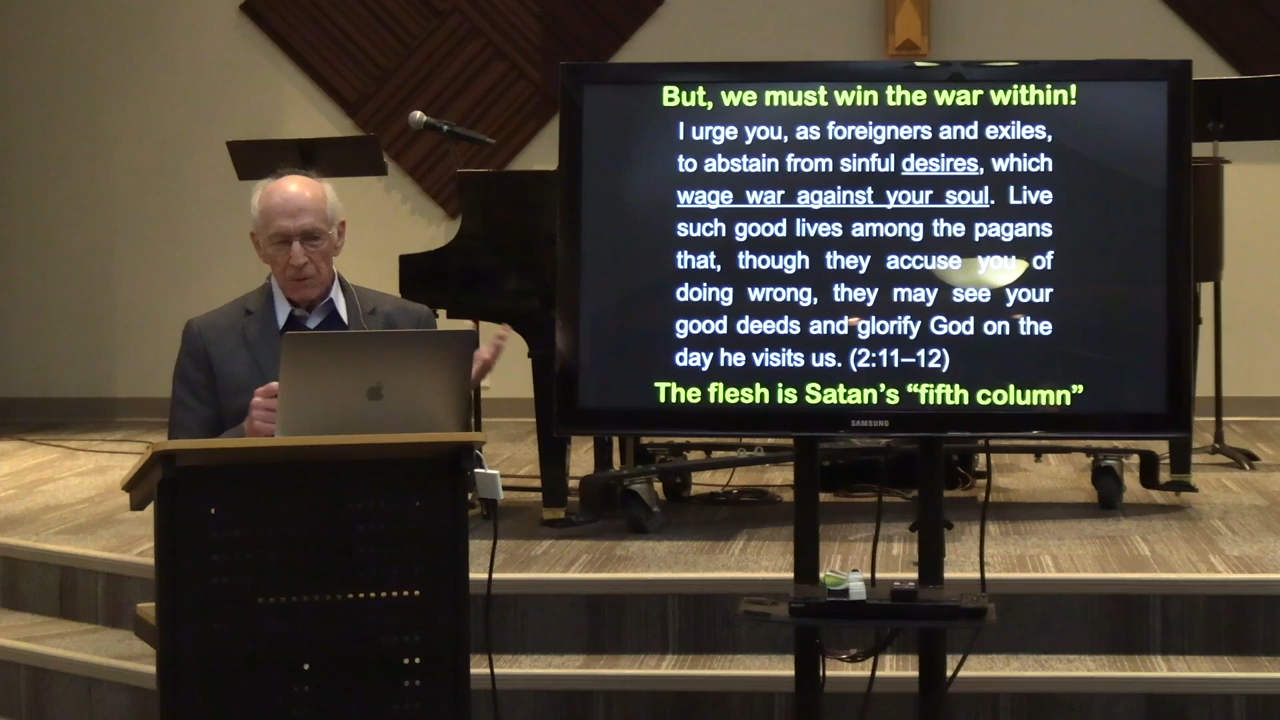 But, we must win the war within!
I urge you, as foreigners and exiles,
to abstain from sinful desires, which
wage war against your soul. Live
such good lives among the pagans
that, though they accuse you of
doing wrong, they may see your
good deeds and glorify God on the
day he visits us. (2:11–12)
The flesh is Satan's “fifth column”
SAMSUNG